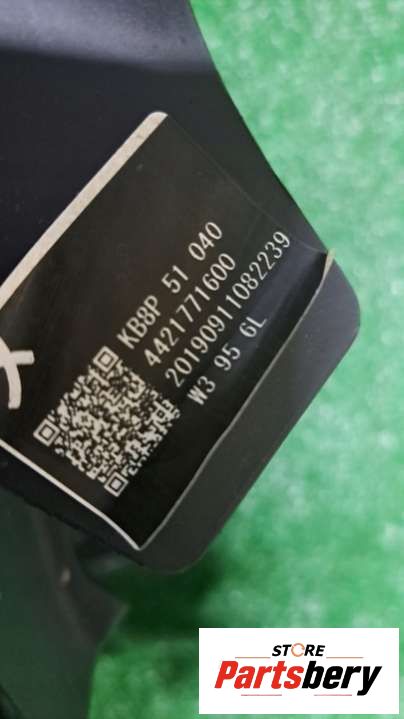 KB8P 51 040
4421771600
20190911082239
W3 95 6L
STORE
Partsbery